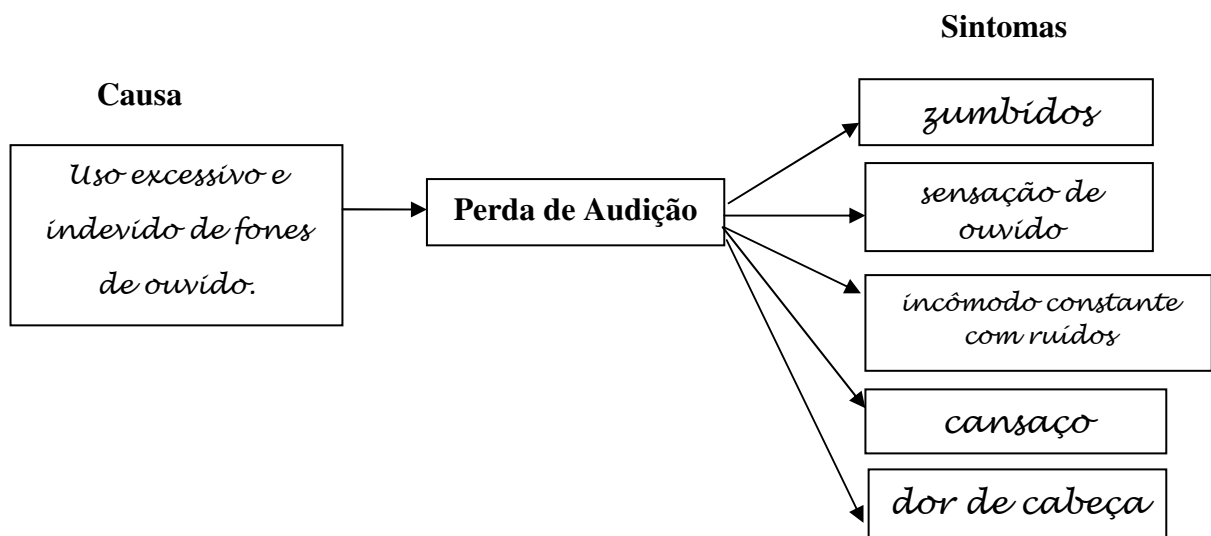 Sintomas
Causa
zumbidos
Uso excessivo e
indevido de fones
de ouvido.
Perda de Audição
sensação de
ouvido
incômodo constante
com ruídos
cansaço
dor de cabeça